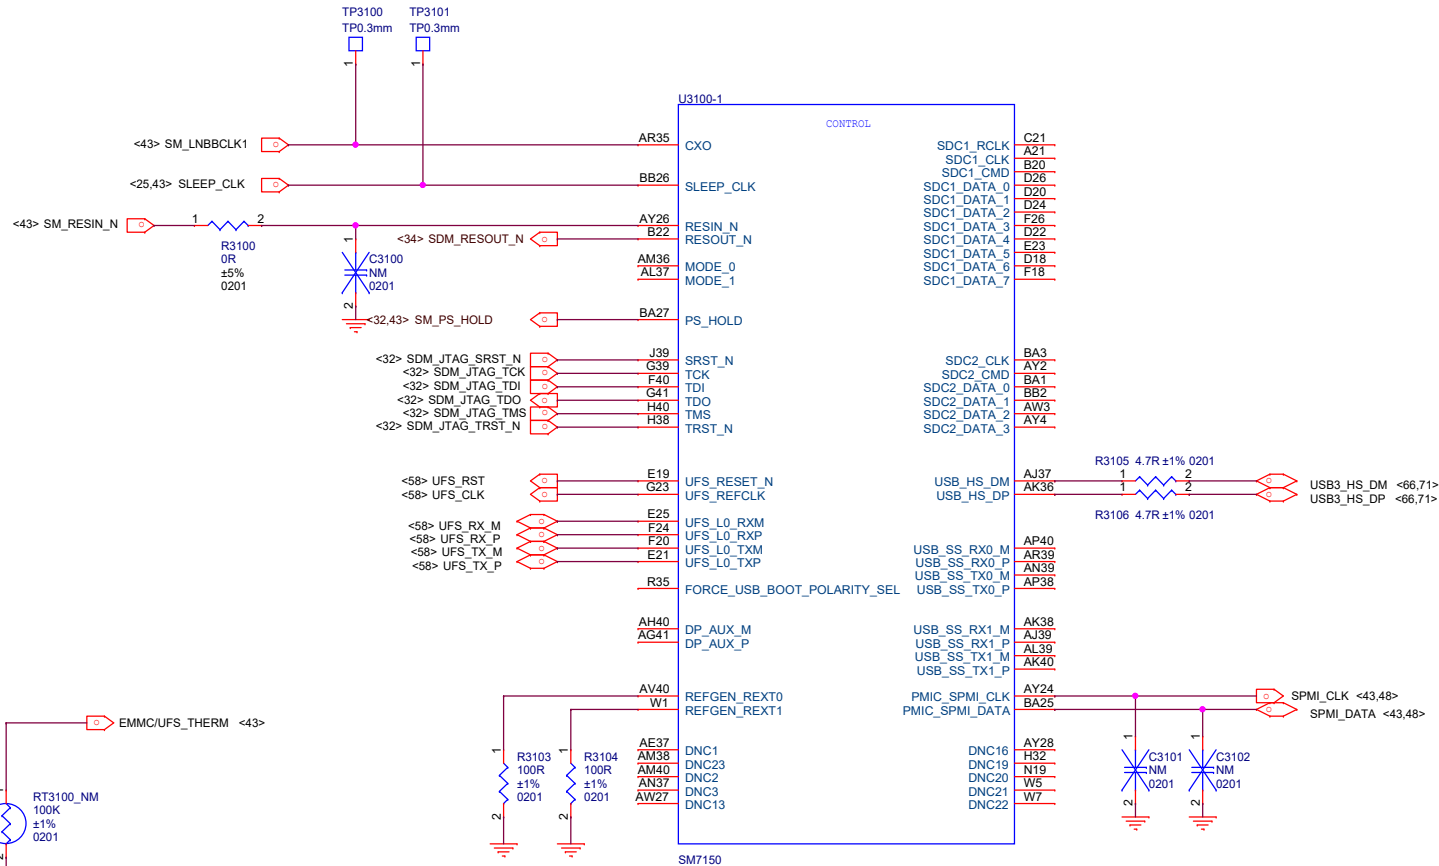 TP3100 TP3101
TP0.3mm TP0.3mm
1 1
U3100-1
CONTROL
<43> SM_LNBBCLK1 AR35 CXO
<25,43> SLEEP_CLK BB26 SLEEP_CLK
<43> SM_RESIN_N 1 2 AY26 RESIN_N
R3100
0R
±5%
0201
<34> SDM_RESOUT_N B22 RESOUT_N
1
C3100
NM
0201
2
AM36 MODE_0
AL37 MODE_1
<32,43> SM_PS_HOLD BA27 PS_HOLD
<32> SDM_JTAG_SRST_N J39 SRST_N
<32> SDM_JTAG_TCK G39 TCK
<32> SDM_JTAG_TDI F40 TDI
<32> SDM_JTAG_TDO G41 TDO
<32> SDM_JTAG_TMS H40 TMS
<32> SDM_JTAG_TRST_N H38 TRST_N
<58> UFS_RST E19 UFS_RESET_N
<58> UFS_CLK G23 UFS_REFCLK
<58> UFS_RX_M E25 UFS_L0_RXM
<58> UFS_RX_P F24 UFS_L0_RXP
<58> UFS_TX_M F20 UFS_L0_TXM
<58> UFS_TX_P E21 UFS_L0_TXP
R35 FORCE_USB_BOOT_POLARITY_SEL
AH40 DP_AUX_M
AG41 DP_AUX_P
AV40 REFGEN_REXT0
W1 REFGEN_REXT1
1
R3103
100R
±1%
0201
2
1
R3104
100R
±1%
0201
2
AE37 DNC1
AM38 DNC23
AM40 DNC2
AN37 DNC3
AW27 DNC13
SDC1_RCLK C21
SDC1_CLK A21
SDC1_CMD B20
SDC1_DATA_0 D26
SDC1_DATA_1 D20
SDC1_DATA_2 D24
SDC1_DATA_3 F26
SDC1_DATA_4 D22
SDC1_DATA_5 E23
SDC1_DATA_6 D18
SDC1_DATA_7 F18
SDC2_CLK BA3
SDC2_CMD AY2
SDC2_DATA_0 BA1
SDC2_DATA_1 BB2
SDC2_DATA_2 AW3
SDC2_DATA_3 AY4
R3105 4.7R ±1% 0201
USB_HS_DM AJ37 1 2 USB3_HS_DM <66,71>
USB_HS_DP AK36 1 2 USB3_HS_DP <66,71>
R3106 4.7R ±1% 0201
USB_SS_RX0_M AP40
USB_SS_RX0_P AR39
USB_SS_TX0_M AN39
USB_SS_TX0_P AP38
USB_SS_RX1_M AK38
USB_SS_RX1_P AJ39
USB_SS_TX1_M AL39
USB_SS_TX1_P AK40
PMIC_SPMI_CLK AY24 SPMI_CLK <43,48>
PMIC_SPMI_DATA BA25 SPMI_DATA <43,48>
1
C3101
NM
0201
2
1
C3102
NM
0201
2
DNC16 AY28
DNC19 H32
DNC20 N19
DNC21 W5
DNC22 W7
SM7150
EMMC/UFS_THERM <43>
RT3100_NM
100K
±1%
0201